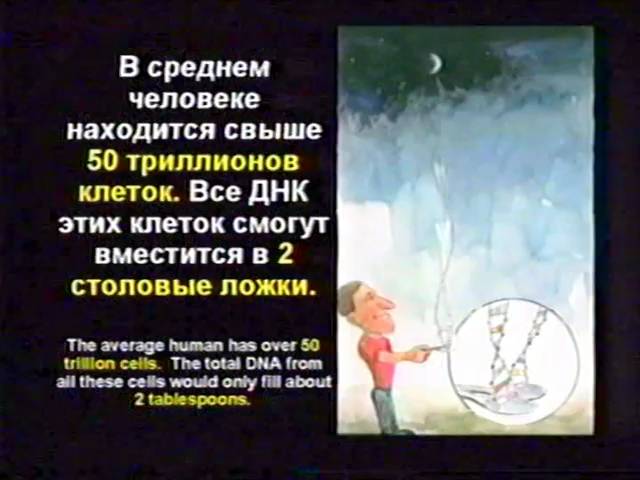 В среднем
человеке
находится свыше
50 триллионов
клеток. Все ДНК
этих клеток смогут
вместится в 2
столовые ложки.
The average human has over 50
trillion cells. The total DNA from
all these cells would only fill about
2 tablespoons.